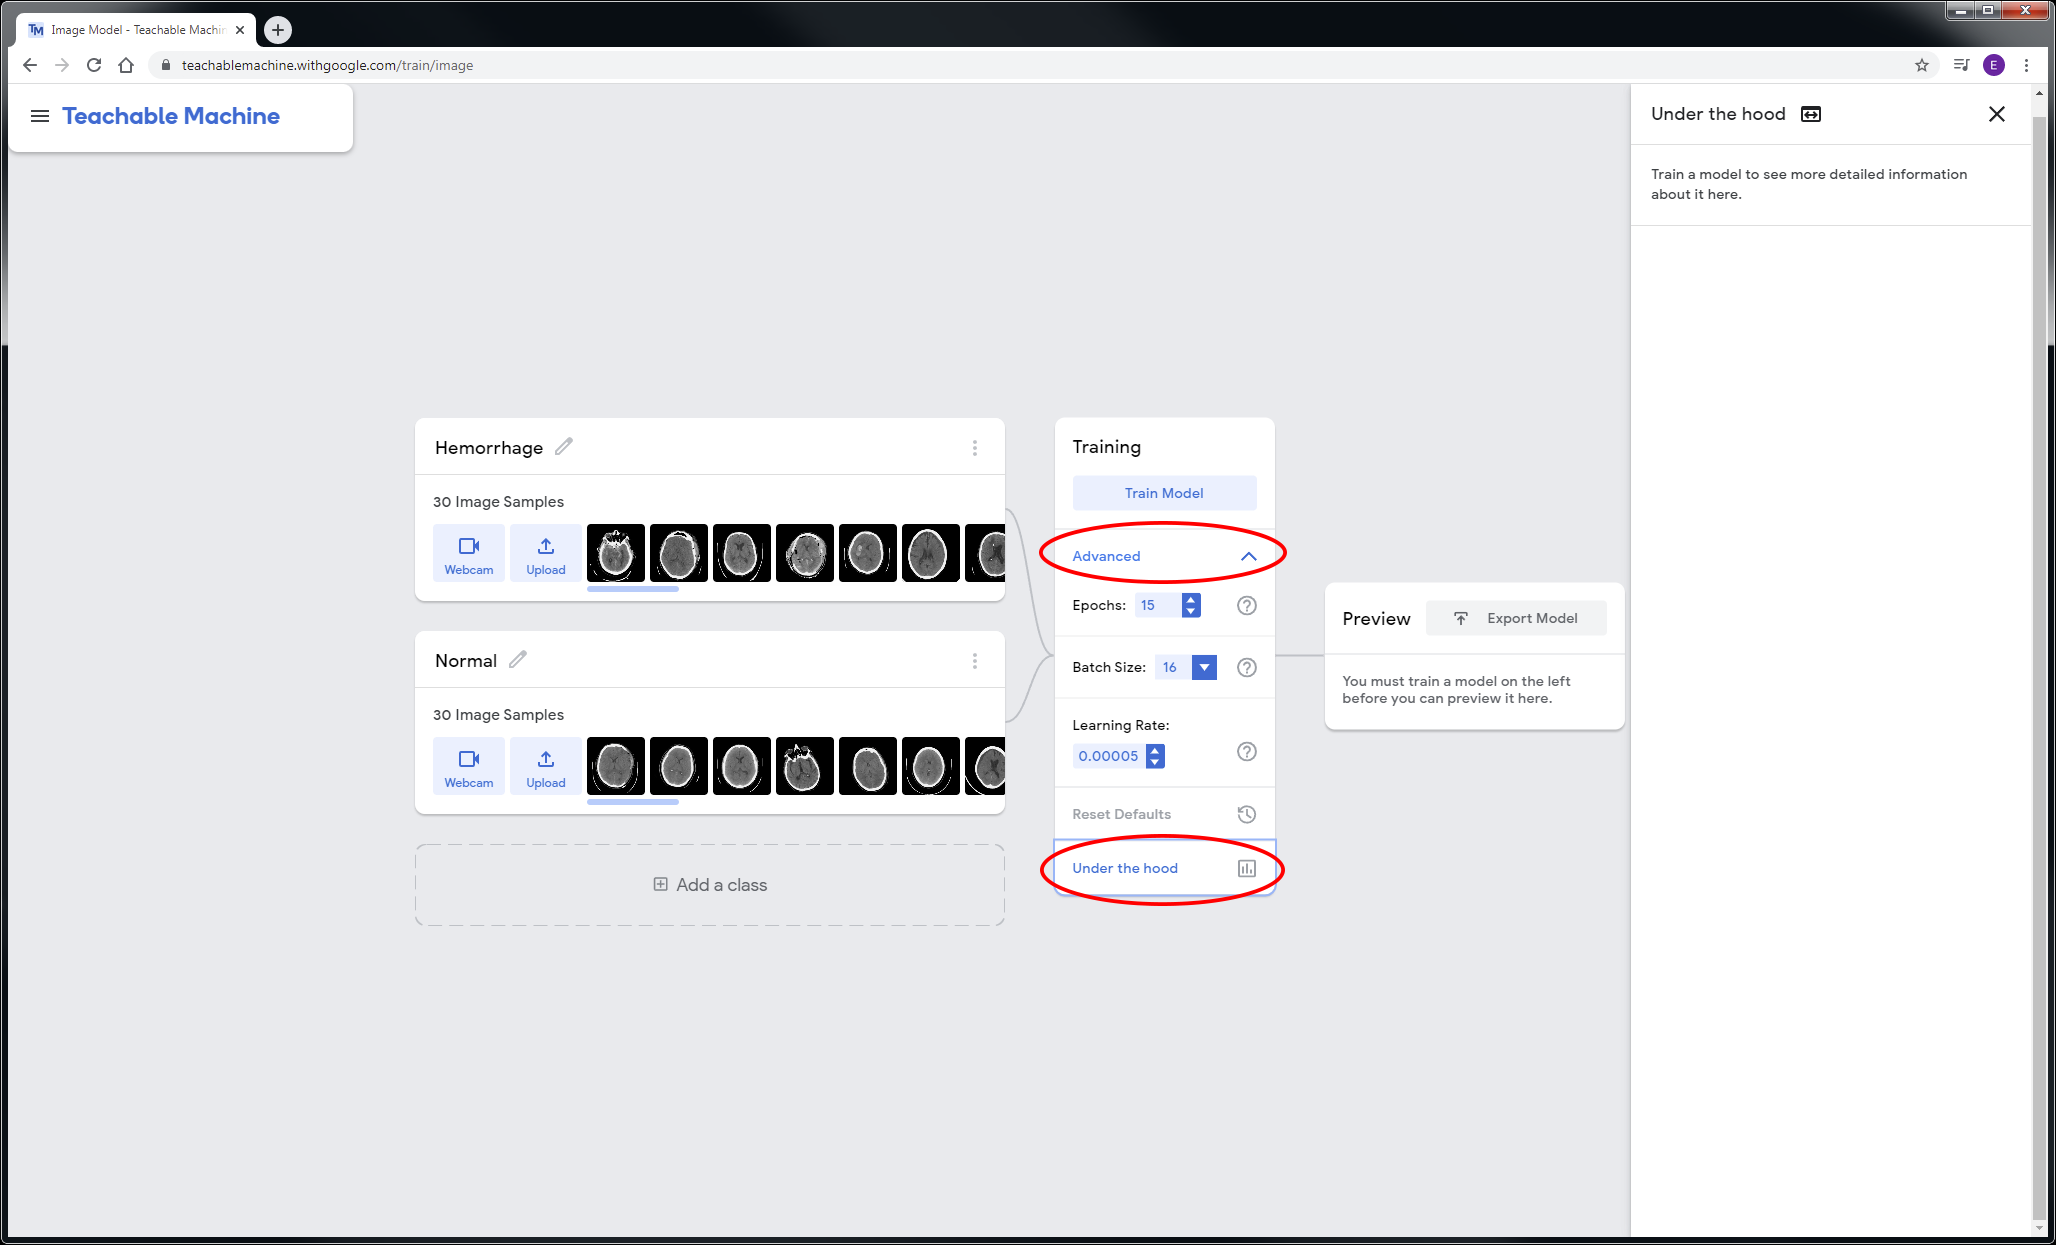 Image Model - Teachable Machin
teachablemachine.withgoogle.com/train/image
E
Teachable Machine
Under the hood
Train a model to see more detailed information
about it here.
Hemorrhage
30 Image Samples
Webcam
Upload
Normal
30 Image Samples
Webcam
Upload
Add a class
Training
Train Model
Advanced
Epochs: 15
Batch Size: 16
Learning Rate:
0.00005
Reset Defaults
Under the hood
Preview
Export Model
You must train a model on the left
before you can preview it here.